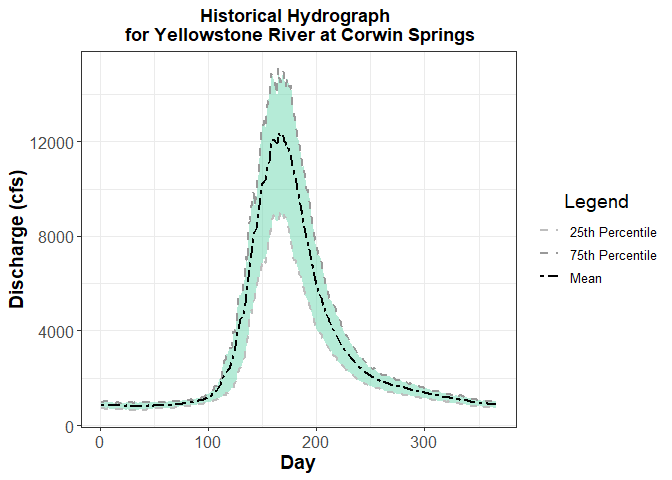 Historical Hydrograph
for Yellowstone River at Corwin Springs
Discharge (cfs)
12000
8000
4000
0
0 100 200 300
Day
Legend
25th Percentile
75th Percentile
Mean